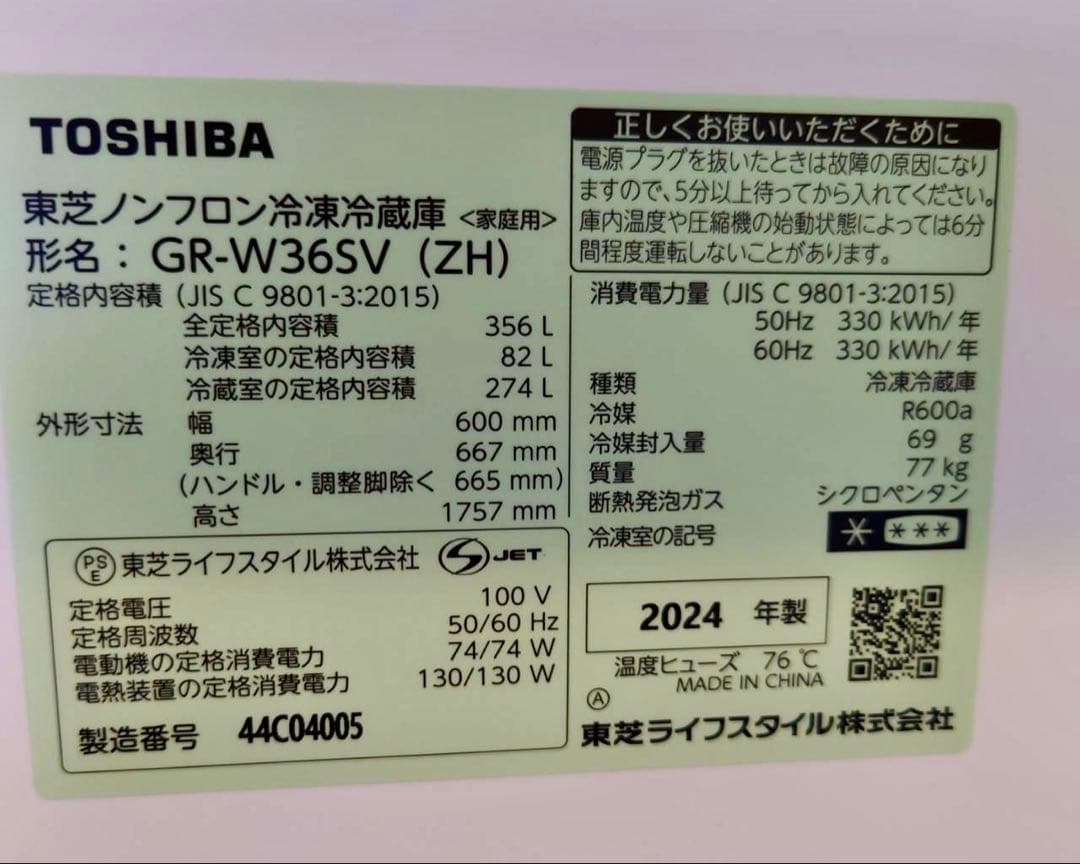 TOSHIBA
東芝ノンフロン冷凍冷蔵庫 <家庭用>
形名： GR-W36SV (ZH)
定格内容積 (JIS C 9801-3:2015)
全定格内容積 356 L
冷凍室の定格内容積 82 L
冷蔵室の定格内容積 274 L
外形寸法 幅 600 mm
奥行 667 mm
(ハンドル・調整脚除く 665 mm)
高さ 1757 mm
PS
E
東芝ライフスタイル株式会社 S JET
定格電圧 100 V
定格周波数 50/60 Hz
電動機の定格消費電力 74/74 W
電熱装置の定格消費電力 130/130 W
製造番号 44C04005
正しくお使いいただくために
電源プラグを抜いたときは故障の原因になり
ますので、5分以上待ってから入れてください。
庫内温度や圧縮機の始動状態によっては6分
間程度運転しないことがあります。
消費電力量 (JIS C 9801-3:2015)
50Hz 330 kWh/年
60Hz 330 kWh/年
種類 冷凍冷蔵庫
冷媒 R600a
冷媒封入量 69 g
質量 77 kg
断熱発泡ガス シクロペンタン
冷凍室の記号 * ***
2024 年製
温度ヒューズ 76 ℃
MADE IN CHINA
Ⓐ
東芝ライフスタイル株式会社